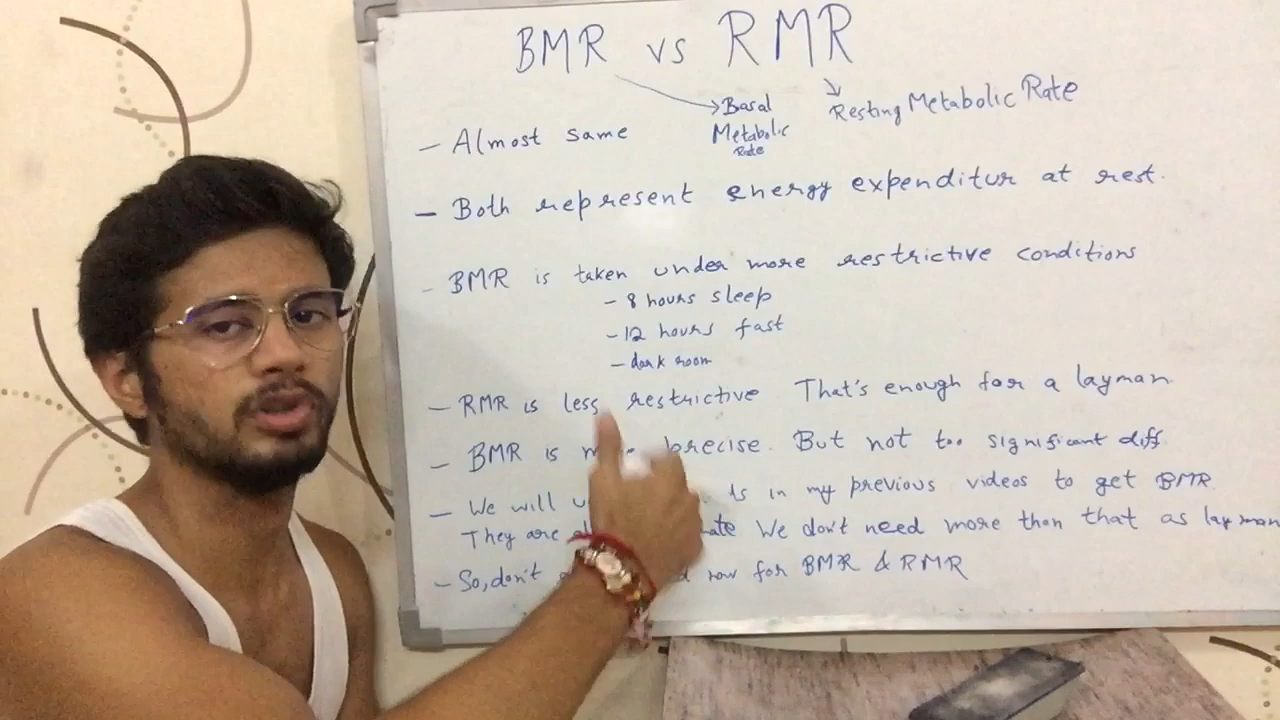 BMR vs RMR
Basal
Metabolic
Rate
Resting Metabolic Rate
- Almost same
- Both represent energy expenditur at rest.
- BMR is taken under more restrictive conditions
- 8 hours sleep
- 12 hours fast
- dark room
- RMR is less restrictive That's enough for a layman
- BMR is precise. But not too significant diff.
- We will in my previous videos to get BMR.
They are We don't need more than that as layman
- So, don't now for BMR & RMR